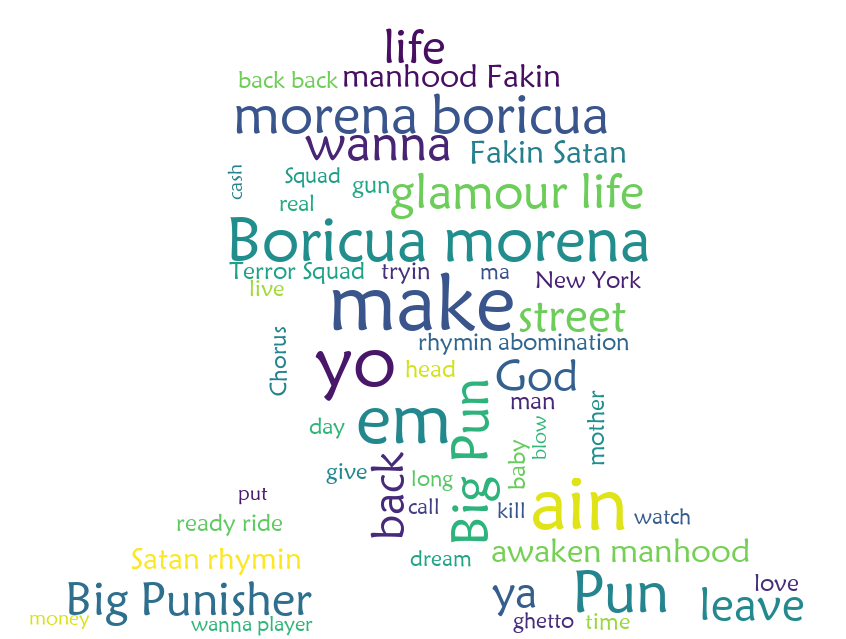 life
back back manhood Fakin
morena boricua
wanna Fakin Satan
cash Squad gun glamour life
real
Boricua morena
Terror Squad tryin ma New York
live make street
Chorus rhymin abomination
yo head God
man mother
day em Big Pun baby blow
give back long
put call kill ain watch
ready ride
Satan rhymin dream awaken manhood
Big Punisher ya Pun leave love
money wanna player ghetto time